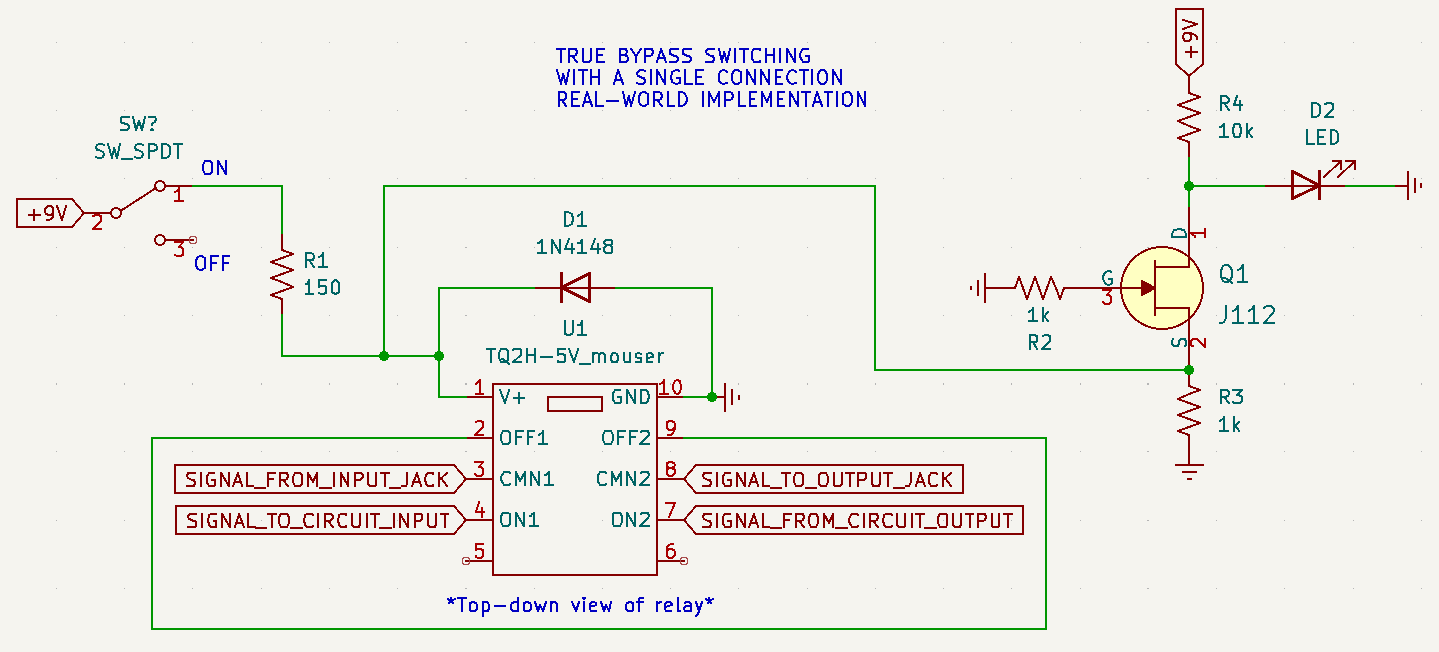 TRUE BYPASS SWITCHING
WITH A SINGLE CONNECTION
REAL-WORLD IMPLEMENTATION
SW?
SW_SPDT
ON
+9V
2
1
3
OFF
R1
150
D1
1N4148
U1
TQ2H-5V_mouser
1
V+
GND
10
2
OFF1
OFF2
9
SIGNAL_FROM_INPUT_JACK
3
CMN1
CMN2
8
SIGNAL_TO_OUTPUT_JACK
SIGNAL_TO_CIRCUIT_INPUT
4
ON1
ON2
7
SIGNAL_FROM_CIRCUIT_OUTPUT
5
6
*Top-down view of relay*
+9V
R4
10k
D2
LED
D
1
G
3
Q1
J112
1k
R2
S
2
R3
1k